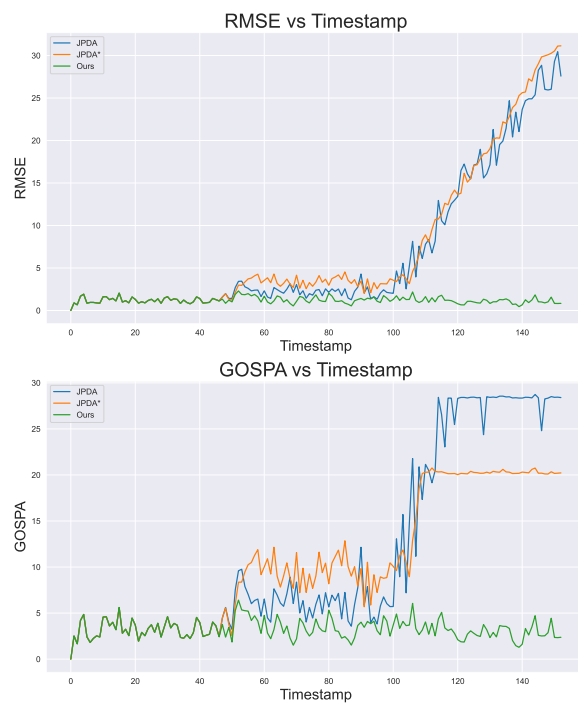 RMSE vs Timestamp
JPDA
JPDA*
Ours
30
25
20
15
10
5
0
RMSE
0 20 40 60 80 100 120 140
Timestamp
GOSPA vs Timestamp
JPDA
JPDA*
Ours
30
25
20
15
10
5
0
GOSPA
0 20 40 60 80 100 120 140
Timestamp